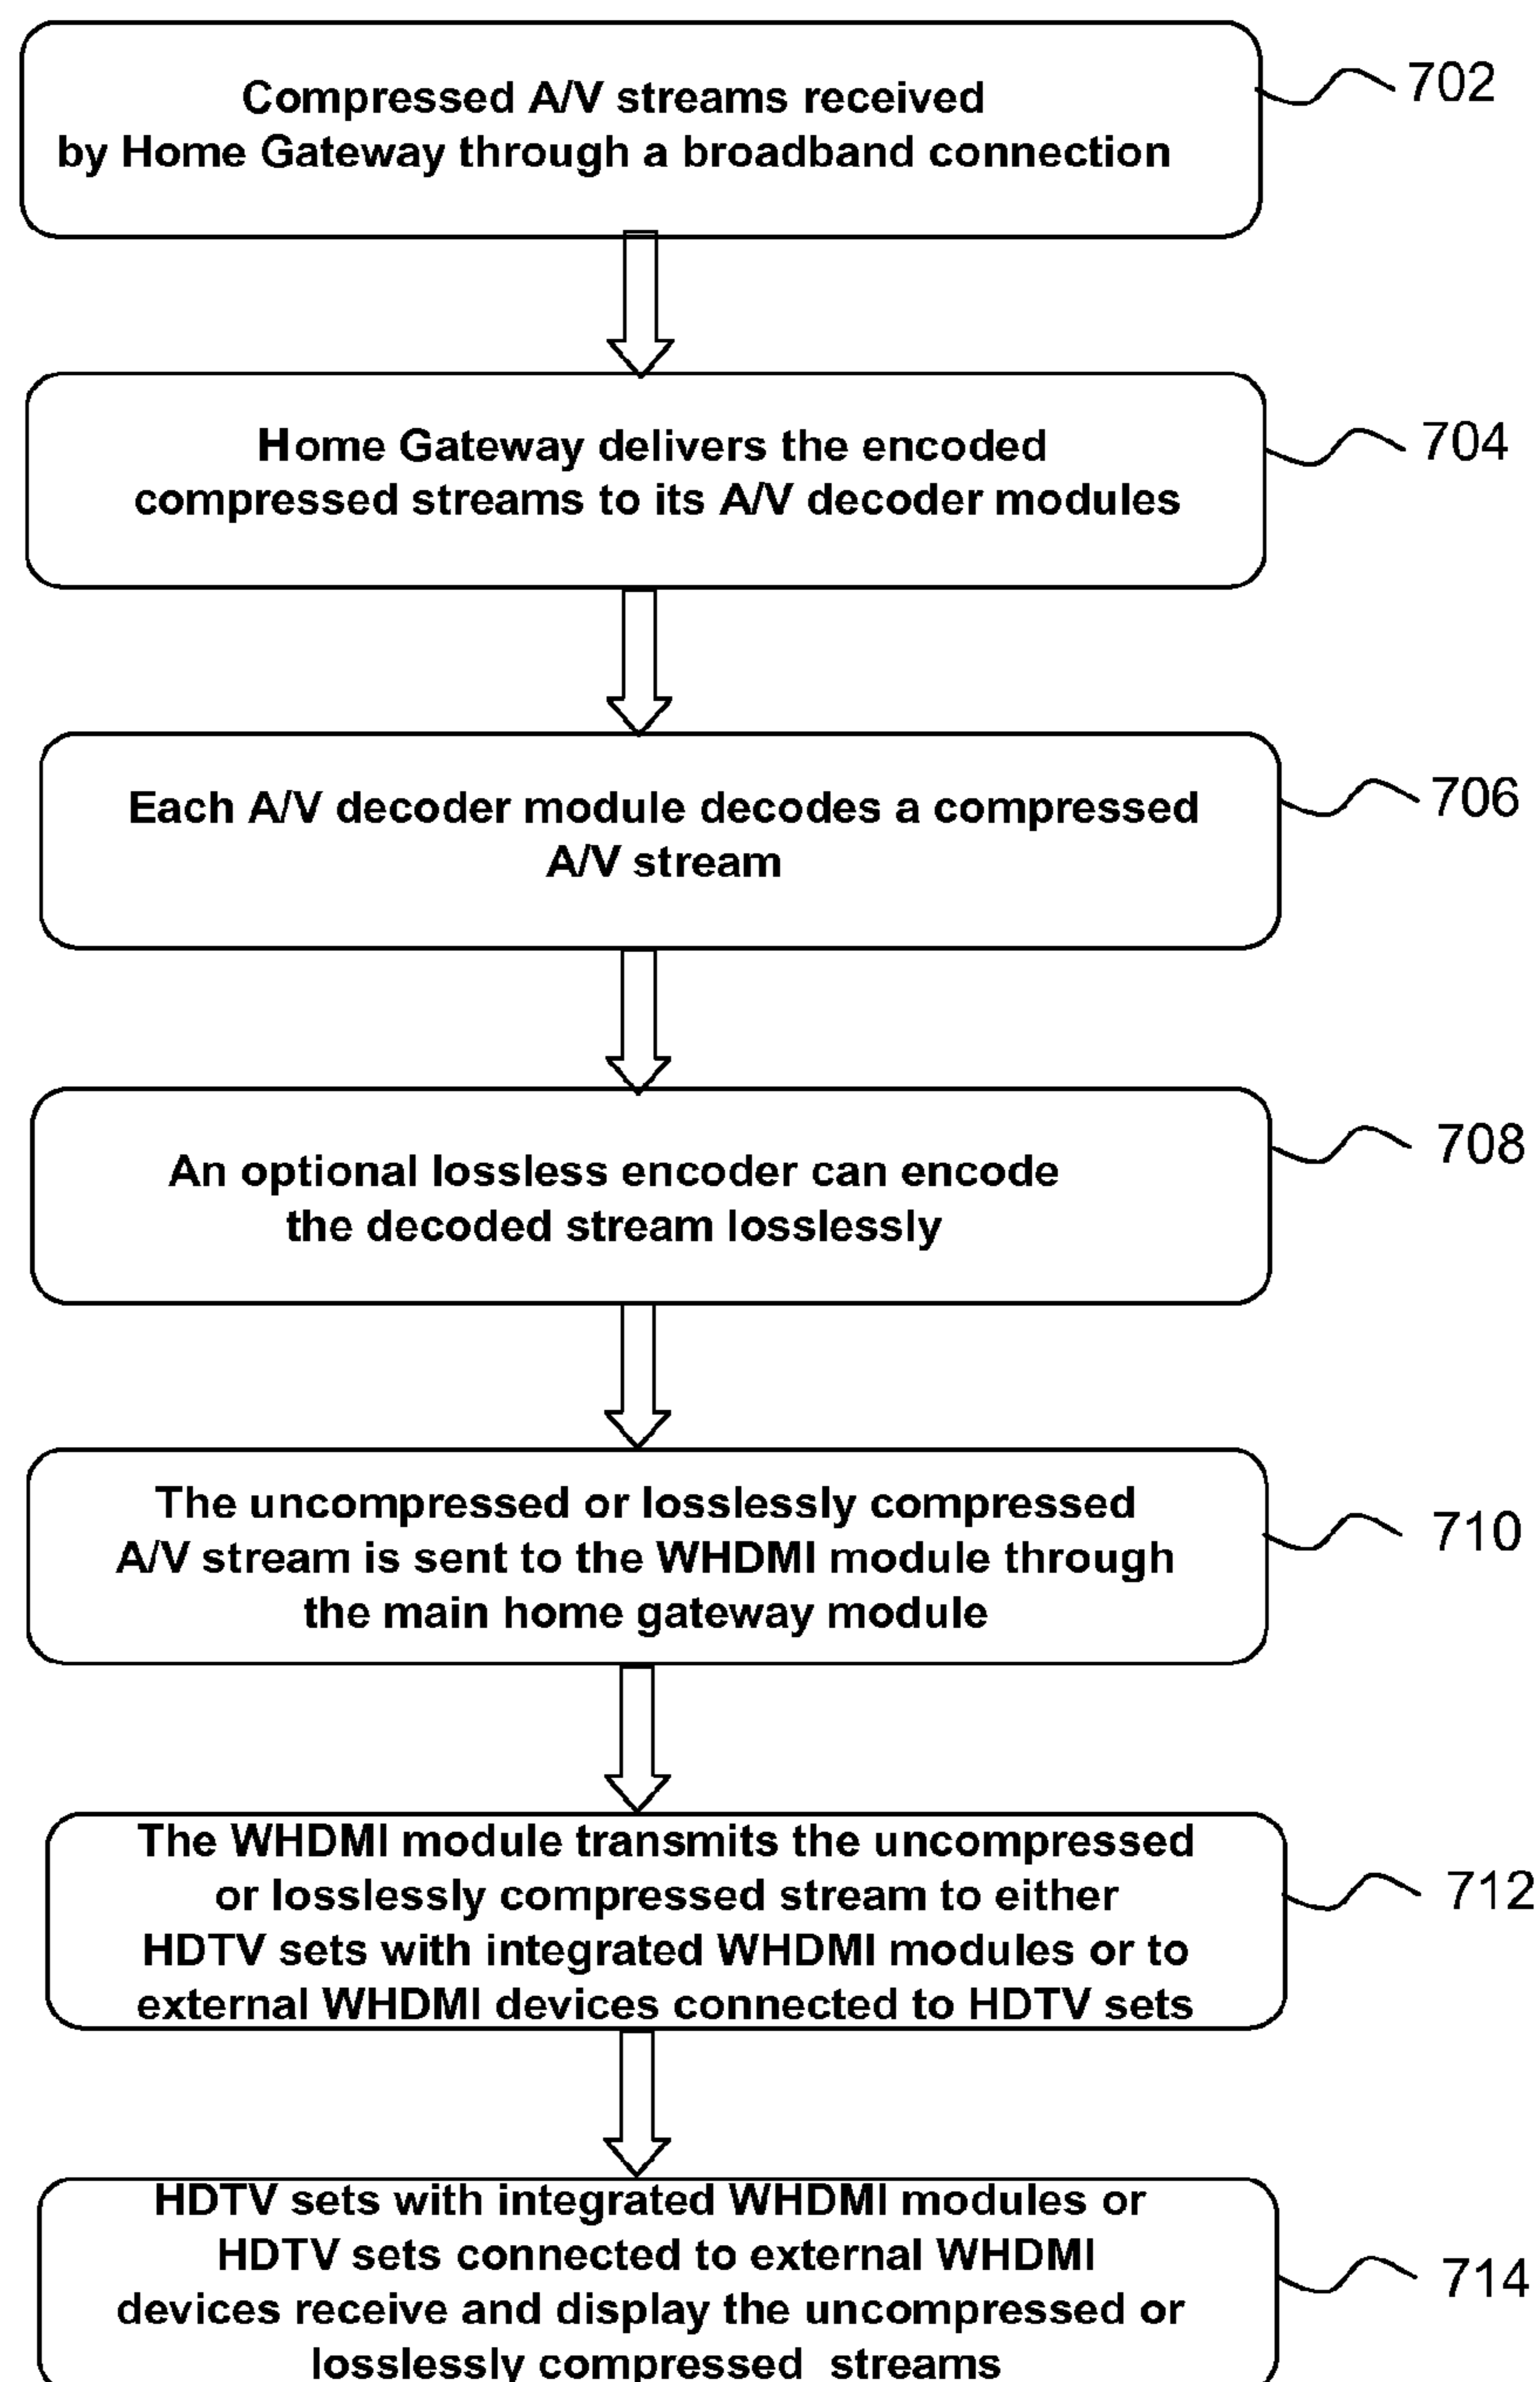 Compressed A/V streams received
by Home Gateway through a broadband connection
702
Home Gateway delivers the encoded
compressed streams to its A/V decoder modules
704
Each A/V decoder module decodes a compressed
A/V stream
706
An optional lossless encoder can encode
the decoded stream losslessly
708
The uncompressed or losslessly compressed
A/V stream is sent to the WHDMI module through
the main home gateway module
710
The WHDMI module transmits the uncompressed
or losslessly compressed stream to either
HDTV sets with integrated WHDMI modules or to
external WHDMI devices connected to HDTV sets
712
HDTV sets with integrated WHDMI modules or
HDTV sets connected to external WHDMI
devices receive and display the uncompressed or
losslessly compressed streams
714